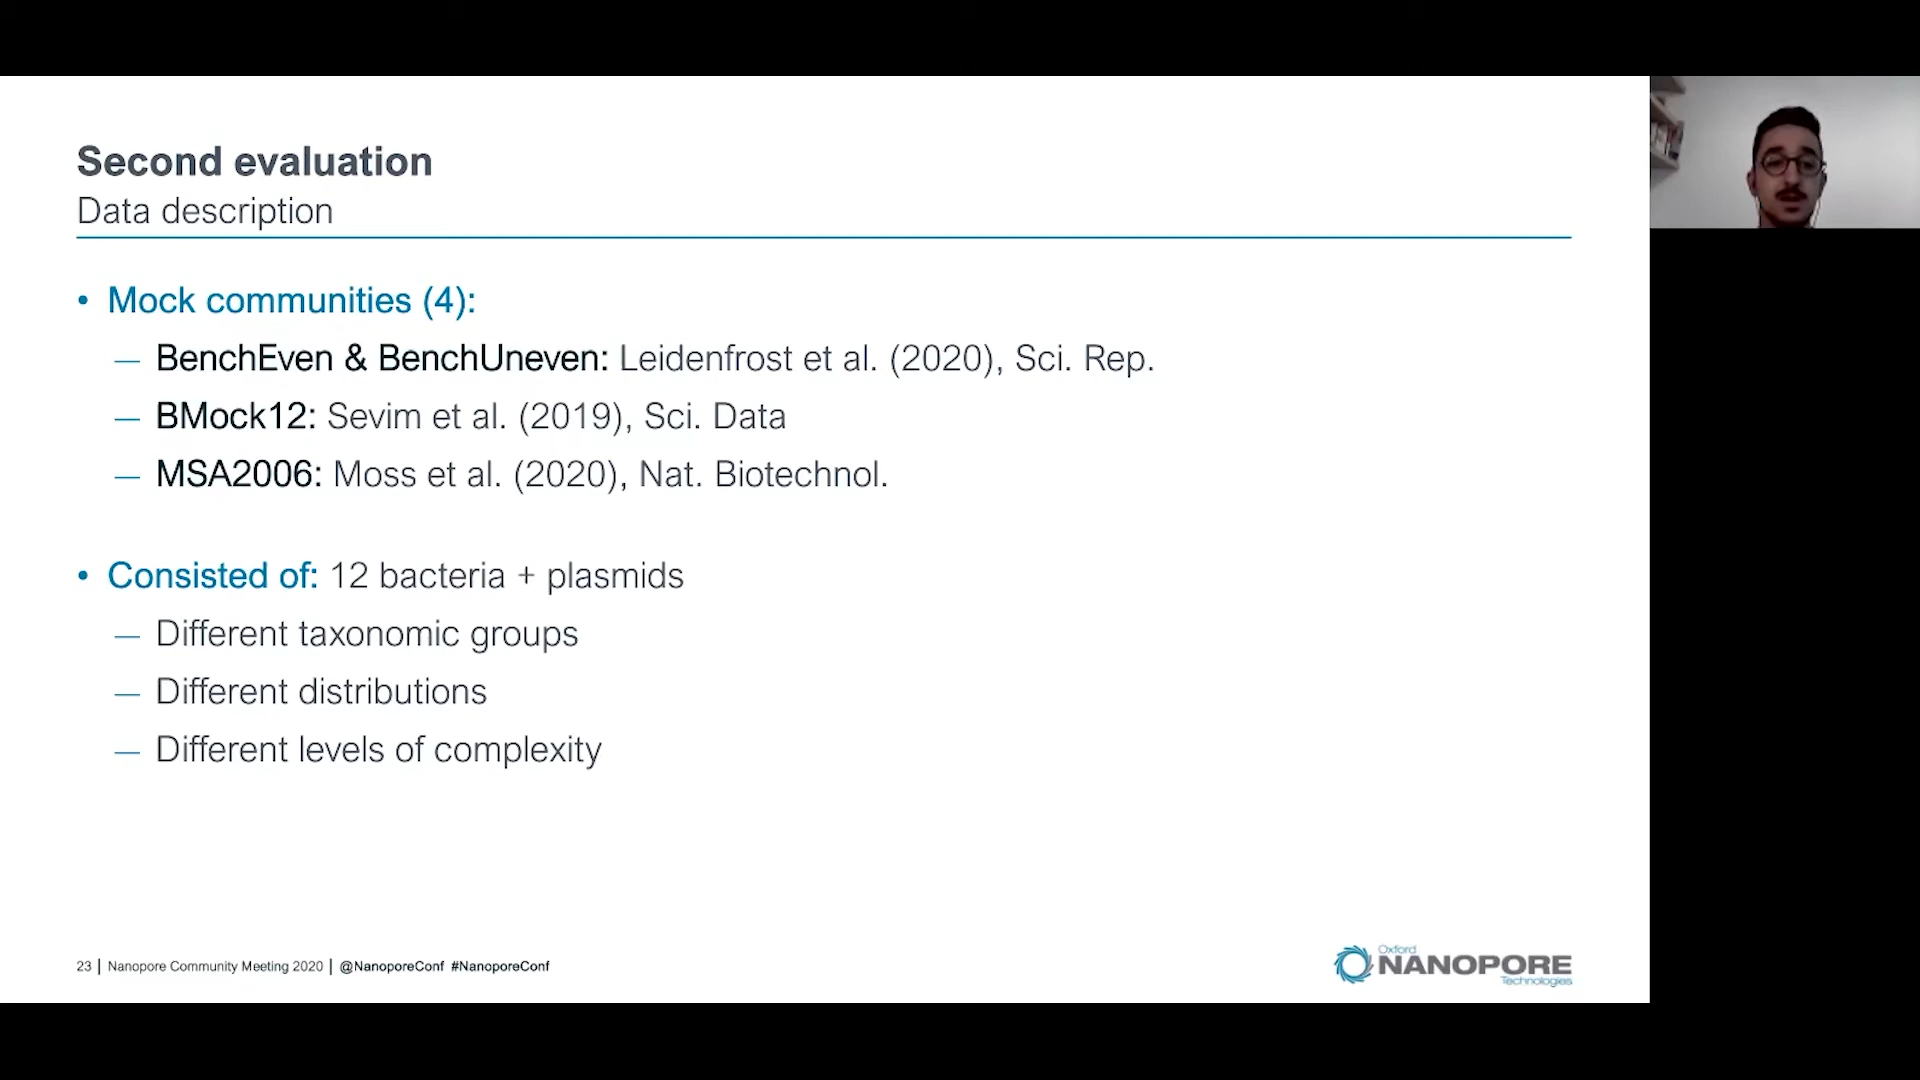 Second evaluation
Data description
• Mock communities (4):
— BenchEven & BenchUneven: Leidenfrost et al. (2020), Sci. Rep.
— BMock12: Sevim et al. (2019), Sci. Data
— MSA2006: Moss et al. (2020), Nat. Biotechnol.
• Consisted of: 12 bacteria + plasmids
— Different taxonomic groups
— Different distributions
— Different levels of complexity
23 | Nanopore Community Meeting 2020 | @NanoporeConf #NanoporeConf
Oxford
NANOPORE
Technologies